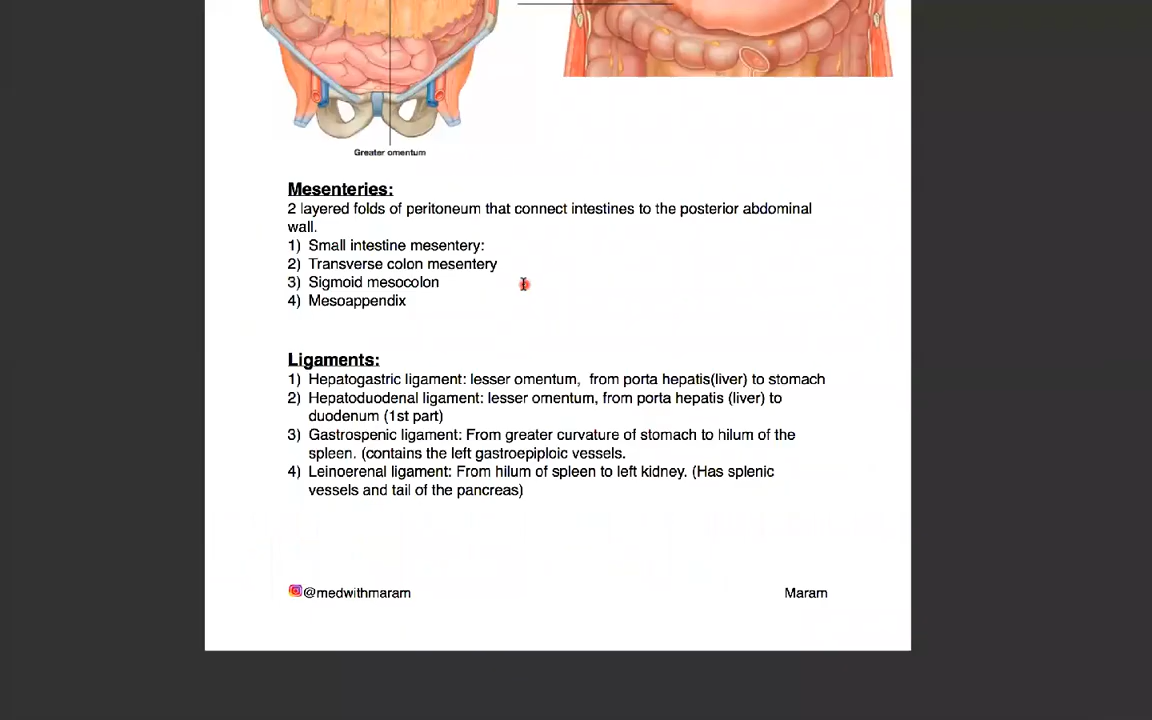 Greater omentum
Mesenteries:
2 layered folds of peritoneum that connect intestines to the posterior abdominal
wall.
1) Small intestine mesentery:
2) Transverse colon mesentery
3) Sigmoid mesocolon
4) Mesoappendix
Ligaments:
1) Hepatogastric ligament: lesser omentum, from porta hepatis(liver) to stomach
2) Hepatoduodenal ligament: lesser omentum, from porta hepatis (liver) to
duodenum (1st part)
3) Gastrospenic ligament: From greater curvature of stomach to hilum of the
spleen. (contains the left gastroepiploic vessels.
4) Leinoerenal ligament: From hilum of spleen to left kidney. (Has splenic
vessels and tail of the pancreas)
@medwithmaram
Maram